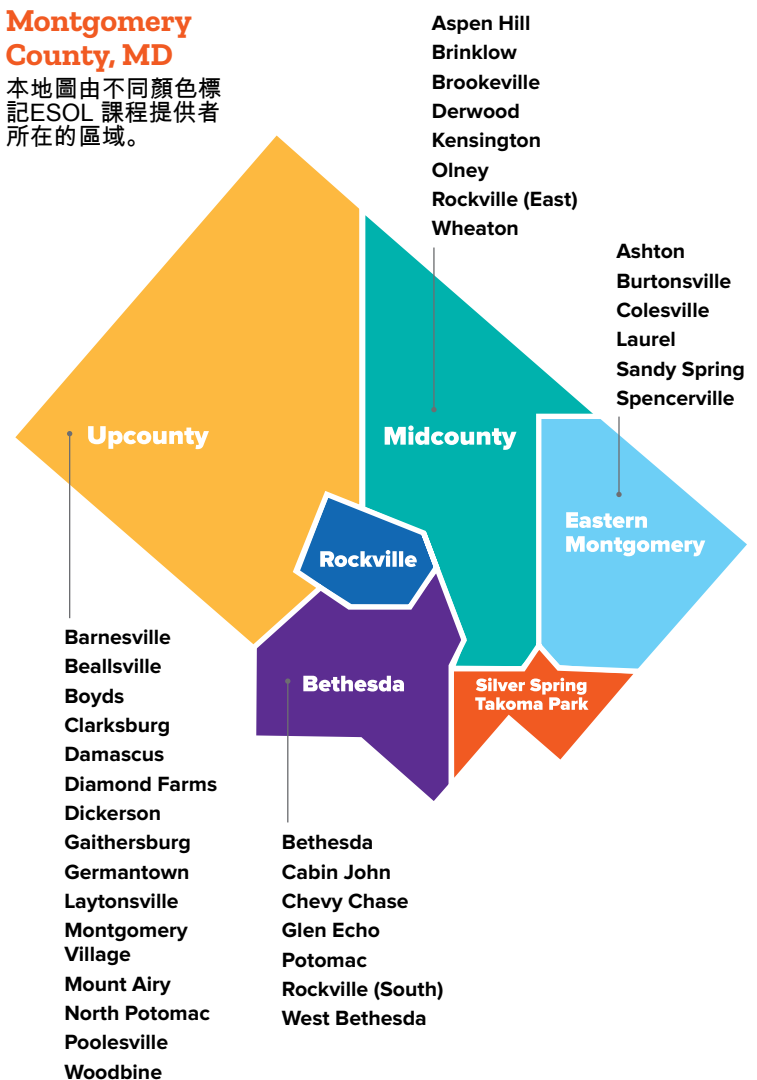 Montgomery
County, MD
本地圖由不同顏色標
記ESOL 課程提供者
所在的區域。
Aspen Hill
Brinklow
Brookeville
Derwood
Kensington
Olney
Rockville (East)
Wheaton
Ashton
Burtonsville
Colesville
Laurel
Sandy Spring
Spencerville
Upcounty
Midcounty
Eastern
Montgomery
Rockville
Bethesda
Silver Spring
Takoma Park
Barnesville
Beallsville
Boyds
Clarksburg
Damascus
Diamond Farms
Dickerson
Gaithersburg
Germantown
Laytonsville
Montgomery
Village
Mount Airy
North Potomac
Poolesville
Woodbine
Bethesda
Cabin John
Chevy Chase
Glen Echo
Potomac
Rockville (South)
West Bethesda